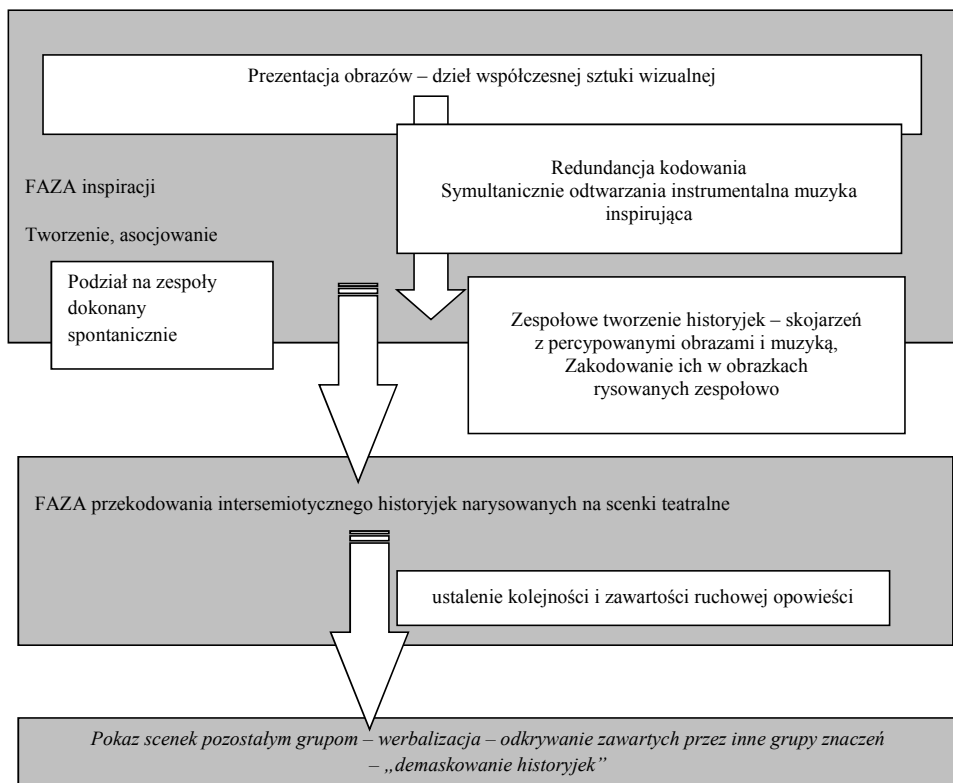 Prezentacja obrazów – dzieł współczesnej sztuki wizualnej
Redundancja kodowania
Symultanicznie odtwarzania instrumentalna muzyka
inspirująca
FAZA inspiracji
Tworzenie, asocjowanie
Podział na zespoły
dokonany
spontanicznie
Zespołowe tworzenie historyjek – skojarzeń
z percypowanymi obrazami i muzyką,
Zakodowanie ich w obrazkach
rysowanych zespołowo
FAZA przekodowania intersemiotycznego historyjek narysowanych na scenki teatralne
ustalenie kolejności i zawartości ruchowej opowieści
Pokaz scenek pozostałym grupom – werbalizacja – odkrywanie zawartych przez inne grupy znaczeń
– „demaskowanie historyjek”